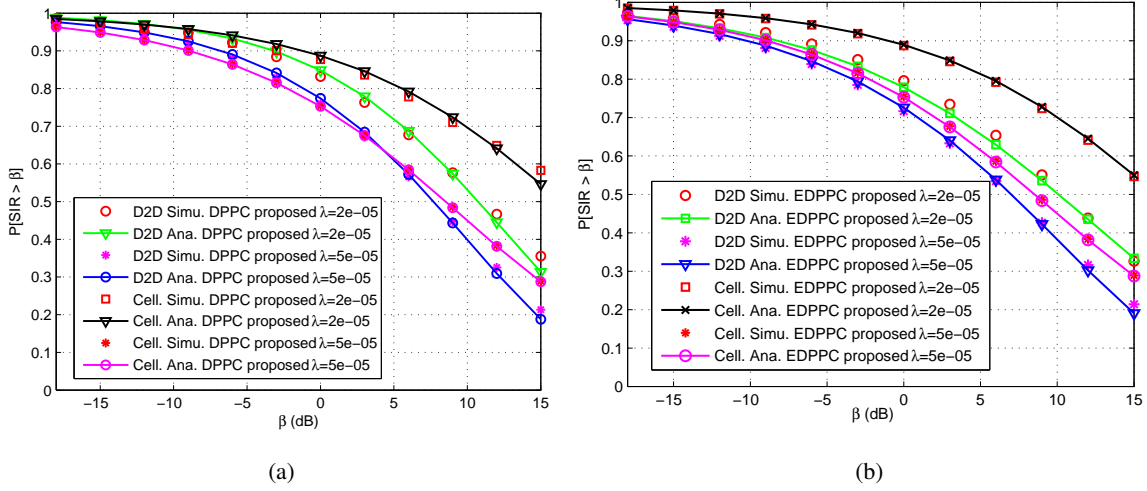 1
0.9
0.8
0.7
0.6
0.5
0.4
0.3
0.2
0.1
0
P[SIR > β]
D2D Simu. DPPC proposed λ=2e−05
D2D Ana. DPPC proposed λ=2e−05
D2D Simu. DPPC proposed λ=5e−05
D2D Ana. DPPC proposed λ=5e−05
Cell. Simu. DPPC proposed λ=2e−05
Cell. Ana. DPPC proposed λ=2e−05
Cell. Simu. DPPC proposed λ=5e−05
Cell. Ana. DPPC proposed λ=5e−05
−15 −10 −5 0 5 10 15
β (dB)
(a)
1
0.9
0.8
0.7
0.6
0.5
0.4
0.3
0.2
0.1
0
P[SIR > β]
D2D Simu. EDPPC proposed λ=2e−05
D2D Ana. EDPPC proposed λ=2e−05
D2D Simu. EDPPC proposed λ=5e−05
D2D Ana. EDPPC proposed λ=5e−05
Cell. Simu. EDPPC proposed λ=2e−05
Cell. Ana. EDPPC proposed λ=2e−05
Cell. Simu. EDPPC proposed λ=5e−05
Cell. Ana. EDPPC proposed λ=5e−05
−15 −10 −5 0 5 10 15
β (dB)
(b)